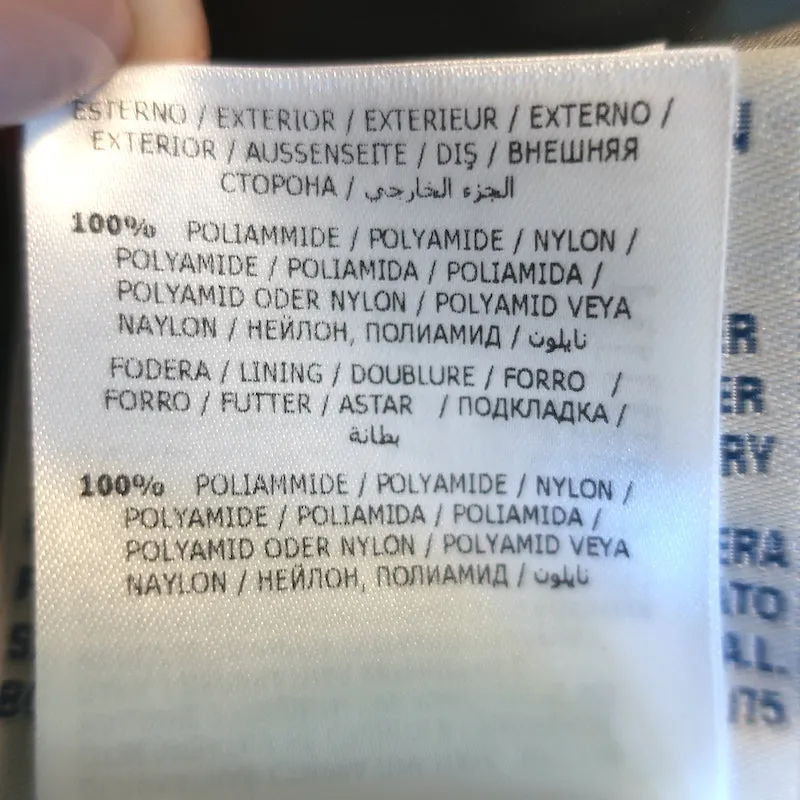 ESTERNO / EXTERIOR / EXTERIEUR / EXTERNO /
EXTERIOR / AUSSENSEITE / DIŞ / ВНЕШНЯЯ
СТОРОНА / الجزء الخارجي
100% POLIAMMIDE / POLYAMIDE / NYLON /
POLYAMIDE / POLIAMIDA / POLIAMIDA /
POLYAMID ODER NYLON / POLYAMID VEYA
NAYLON / НЕЙЛОН, ПОЛИАМИД / نايلون
FODERA / LINING / DOUBLURE / FORRO /
FORRO / FUTTER / ASTAR / ПОДКЛАДКА /
بطانة
100% POLIAMMIDE / POLYAMIDE / NYLON /
POLYAMIDE / POLIAMIDA / POLIAMIDA /
POLYAMID ODER NYLON / POLYAMID VEYA
NAYLON / НЕЙЛОН, ПОЛИАМИД / نايلون